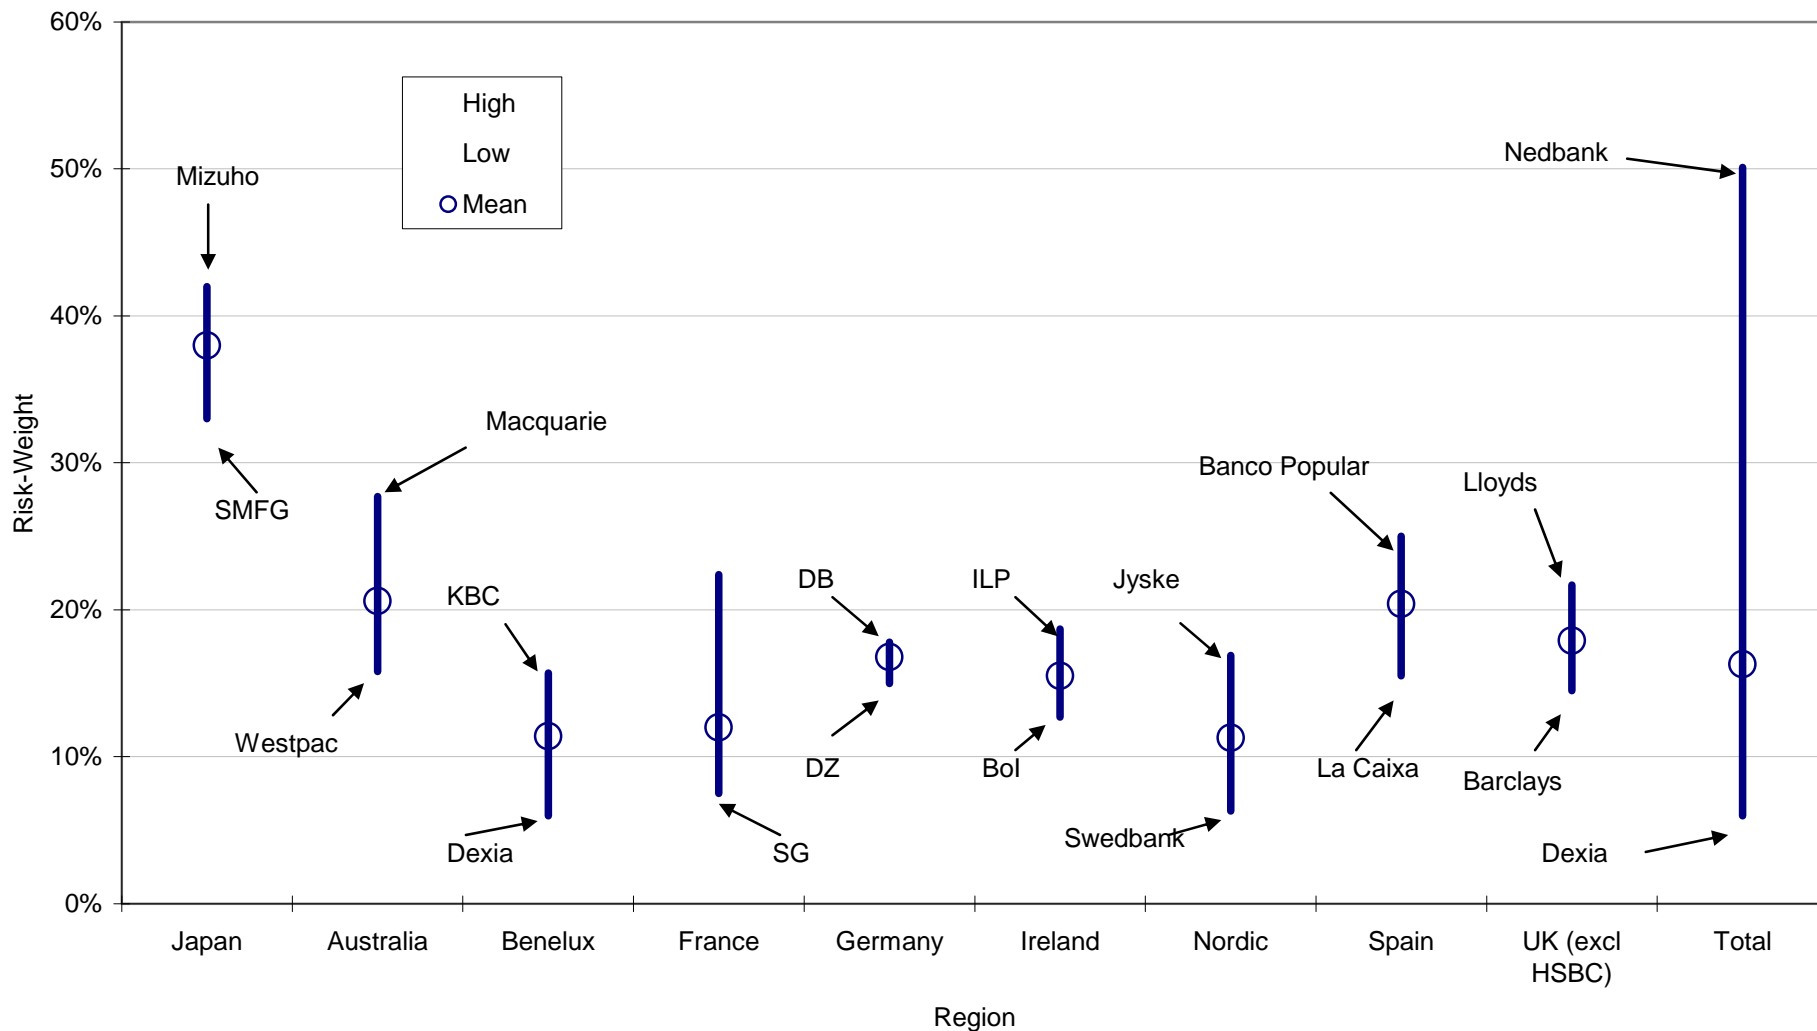 60%
High
Low
Mean
50%
Mizuho
Nedbank
40%
Risk-Weight
Macquarie
30%
SMFG
Banco Popular
Lloyds
20%
KBC
DB
ILP
Jyske
Westpac
10%
DZ
BoI
La Caixa
Barclays
Dexia
SG
Swedbank
Dexia
0%
Japan
Australia
Benelux
France
Germany
Ireland
Nordic
Spain
UK (excl
HSBC)
Total
Region